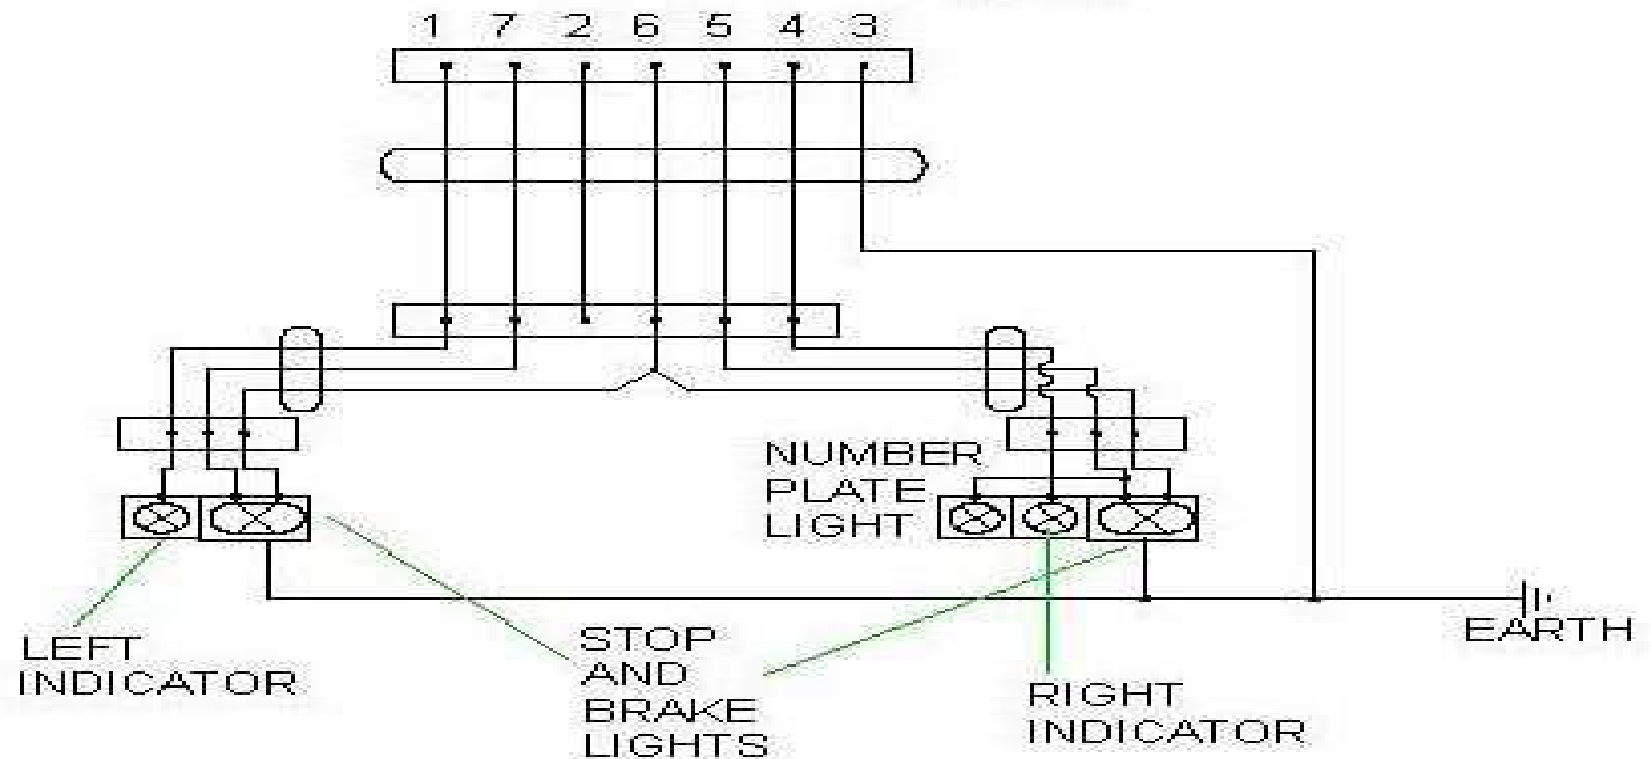 1 7 2 6 5 4 3
NUMBER
PLATE
LIGHT
LEFT
INDICATOR
STOP
AND
BRAKE
LIGHTS
RIGHT
INDICATOR
EARTH